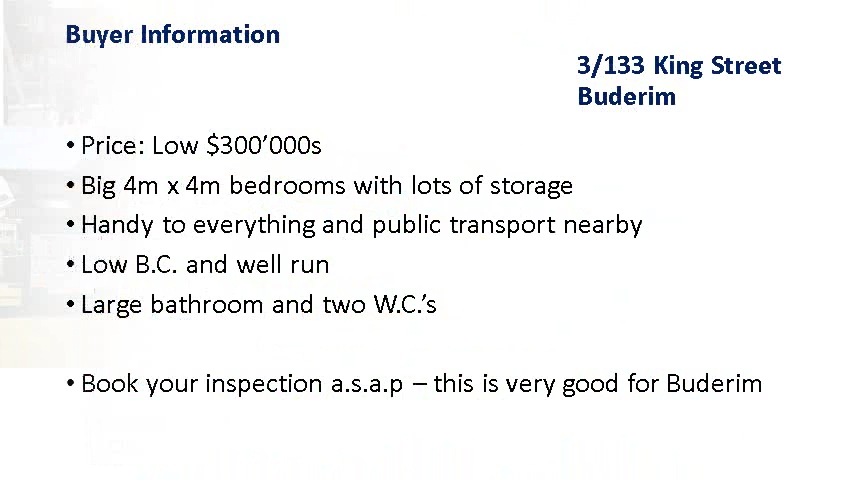 Buyer Information
3/133 King Street
Buderim
• Price: Low $300’000s
• Big 4m x 4m bedrooms with lots of storage
• Handy to everything and public transport nearby
• Low B.C. and well run
• Large bathroom and two W.C.’s
• Book your inspection a.s.a.p – this is very good for Buderim